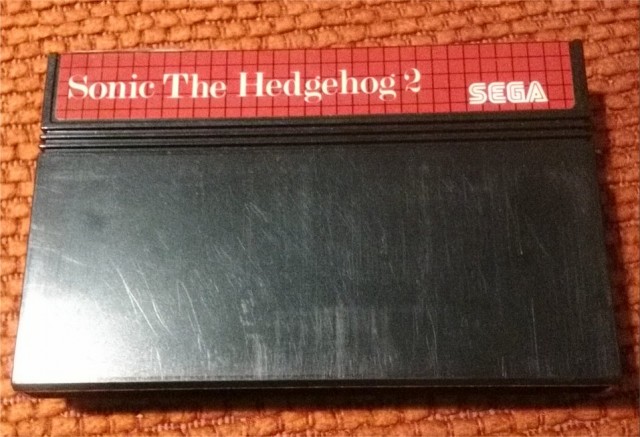 Sonic The Hedgehog 2
SEGA